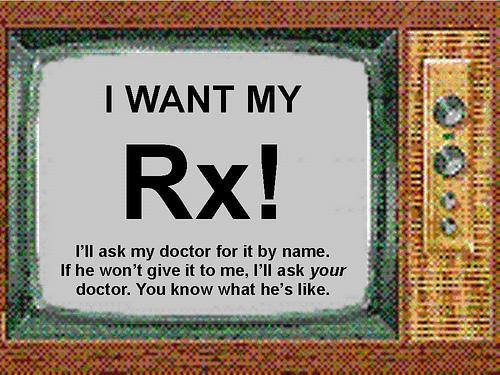 I WANT MY
Rx!
I'll ask my doctor for it by name.
If he won't give it to me, I'll ask your
doctor. You know what he's like.